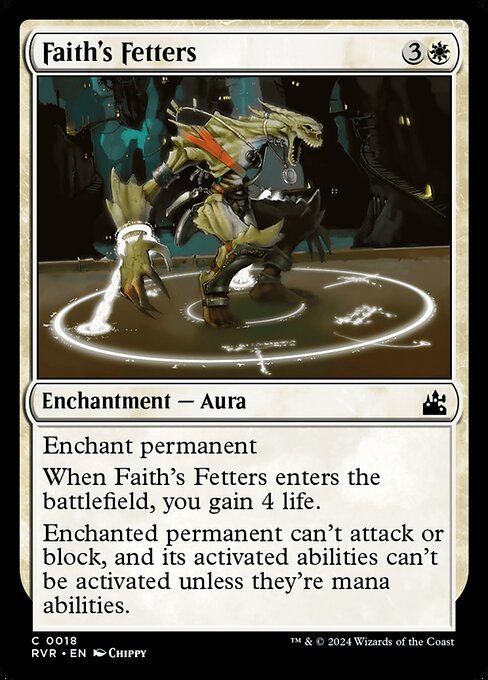 Faith's Fetters 3
Enchantment — Aura
Enchant permanent
When Faith's Fetters enters the
battlefield, you gain 4 life.
Enchanted permanent can't attack or
block, and its activated abilities can't
be activated unless they're mana
abilities.
C 0018
RVR • EN Chippy
™ & © 2024 Wizards of the Coast